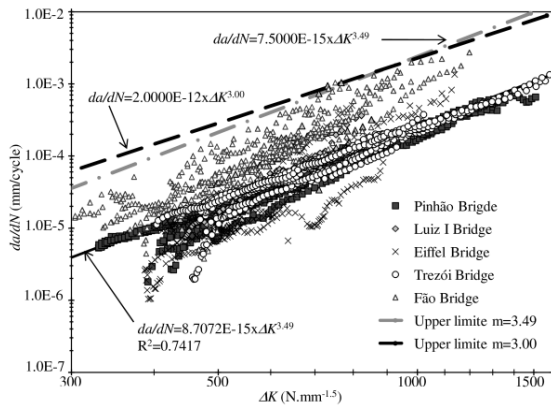 1.0E-2
1.0E-3
1.0E-4
1.0E-5
1.0E-6
1.0E-7
da/dN (mm/cycle)
da/dN=7.5000E-15xΔK^3.49
da/dN=2.0000E-12xΔK^3.00
da/dN=8.7072E-15xΔK^3.49
R²=0.7417
Pinhão Brigde
Luiz I Bridge
Eiffel Bridge
Trezói Bridge
Fão Bridge
Upper limite m=3.49
Upper limite m=3.00
300
500
1000
1500
ΔK (N.mm^-1.5)